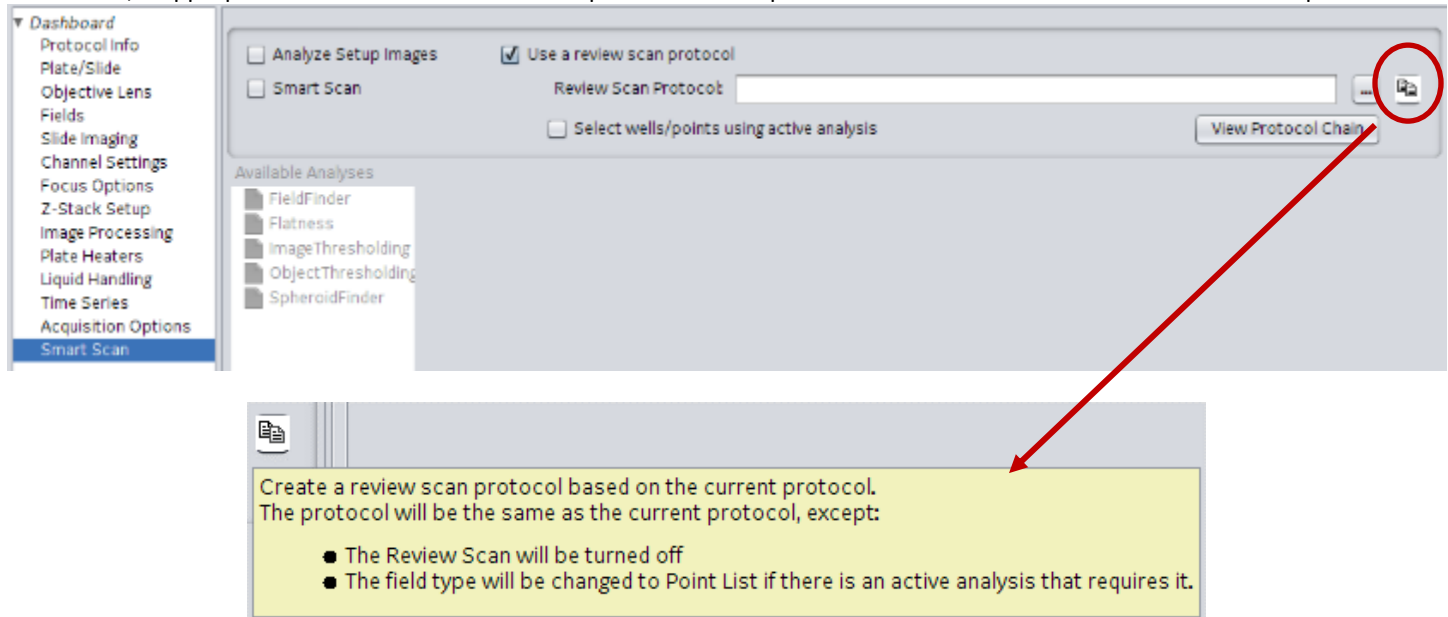 Dashboard
Protocol Info
Plate/Slide
Objective Lens
Fields
Slide Imaging
Channel Settings
Focus Options
Z-Stack Setup
Image Processing
Plate Heaters
Liquid Handling
Time Series
Acquisition Options
Smart Scan
Analyze Setup Images
Use a review scan protocol
Smart Scan
Review Scan Protocol:
...
Select wells/points using active analysis
View Protocol Chain
Available Analyses
FieldFinder
Flatness
ImageThresholding
ObjectThresholding
SpheroidFinder
Create a review scan protocol based on the current protocol.
The protocol will be the same as the current protocol, except:
● The Review Scan will be turned off
● The field type will be changed to Point List if there is an active analysis that requires it.